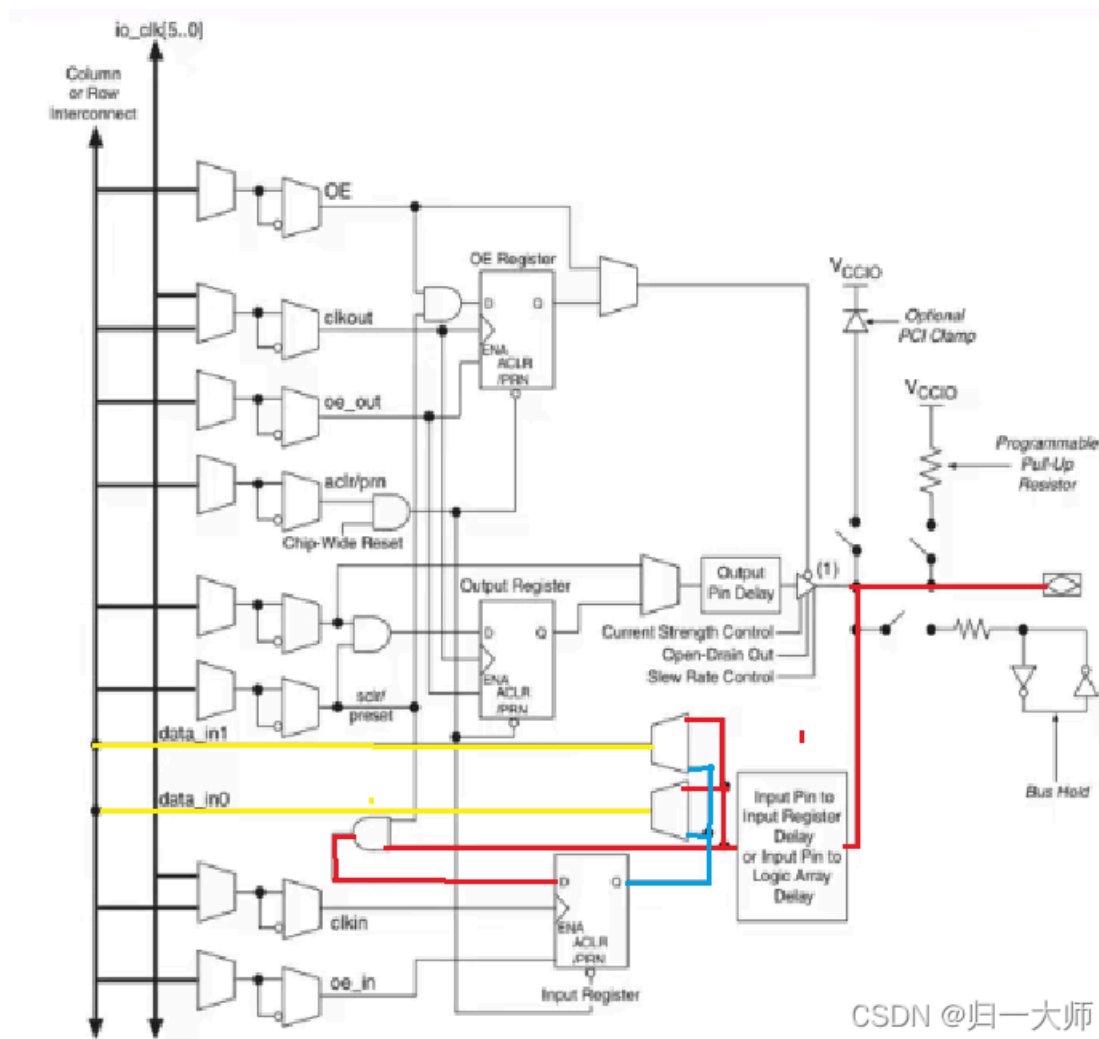 io_clk[5..0]
Column
or Row
Interconnect
OE
OE Register
D Q
ENA
ACLR
/PRN
VCCIO
Optional
PCI Clamp
clkout
oe_out
VCCIO
Programmable
Pull-Up
Resistor
aclr/prn
Chip-Wide Reset
Output Register
D Q
ENA
ACLR
/PRN
Output
Pin Delay
(1)
Current Strength Control
Open-Drain Out
Slew Rate Control
sclr/
preset
data_in1
data_in0
Bus Hold
Input Pin to
Input Register
Delay
or Input Pin to
Logic Array
Delay
D Q
ENA
ACLR
/PRN
clkin
oe_in
Input Register
CSDN @归一大师